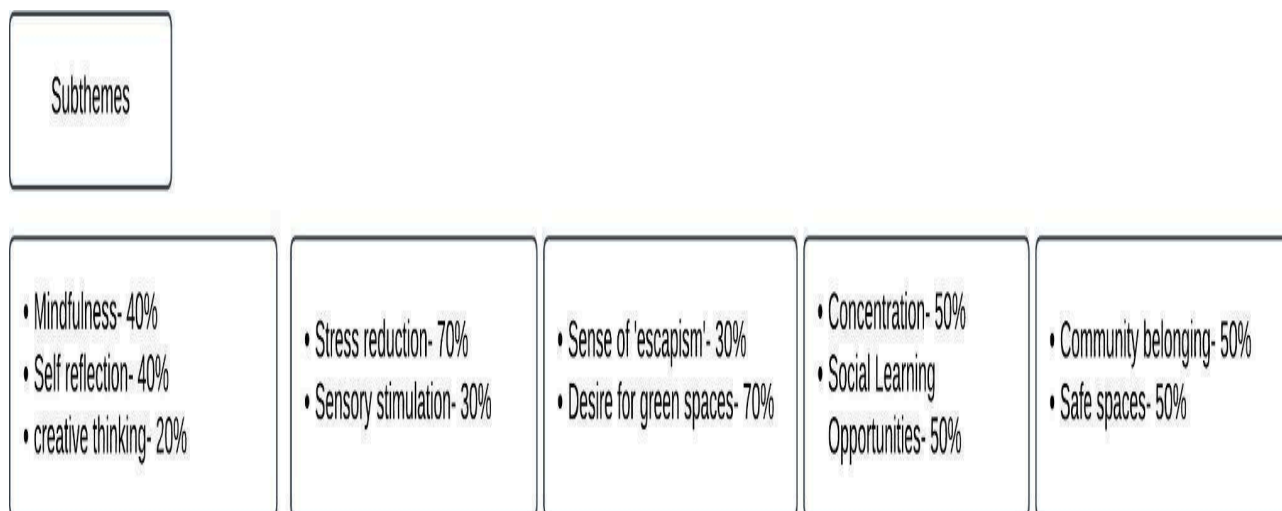 Subthemes
• Mindfulness- 40%
• Self reflection- 40%
• creative thinking- 20%
• Stress reduction- 70%
• Sensory stimulation- 30%
• Sense of 'escapism'- 30%
• Desire for green spaces- 70%
• Concentration- 50%
• Social Learning
Opportunities- 50%
• Community belonging- 50%
• Safe spaces- 50%